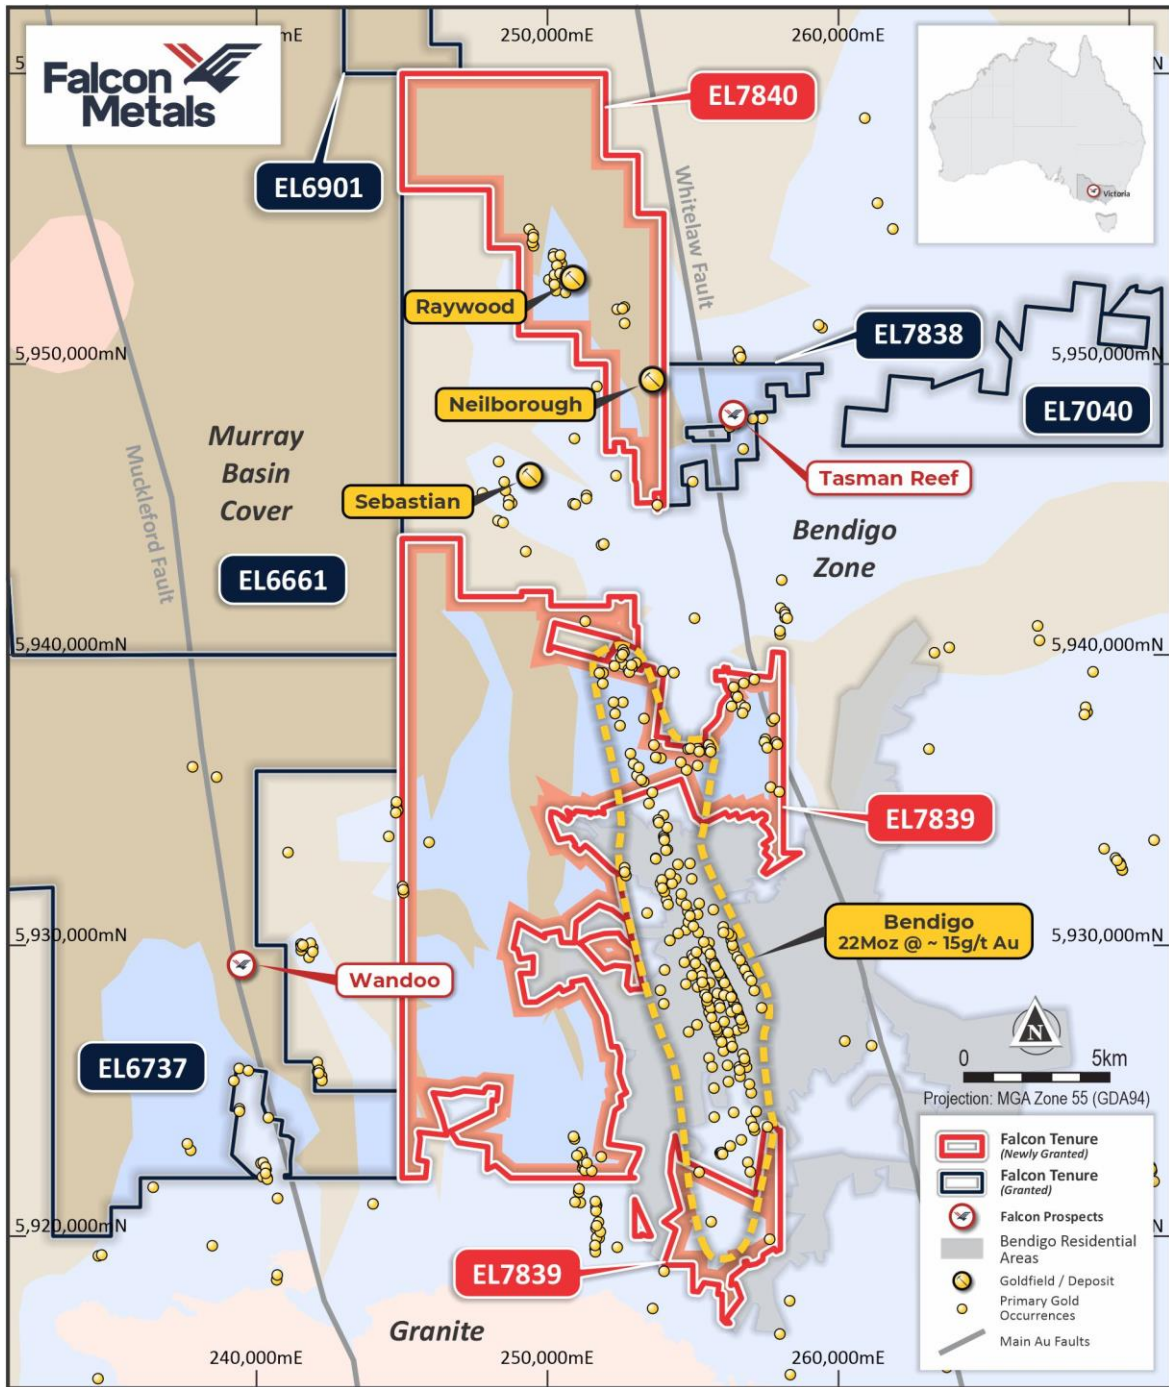 Falcon
Metals
mE
250,000mE
260,000mE
5
N
EL7840
EL6901
Victoria
Whitelaw Fault
Raywood
EL7838
5,950,000mN
5,950,000mN
Neilborough
EL7040
Murray
Basin
Cover
Muckleford Fault
Sebastian
Tasman Reef
Bendigo
Zone
EL6661
5,940,000mN
5,940,000mN
EL7839
Bendigo
22Moz @ ~ 15g/t Au
5,930,000mN
5,930,000mN
Wandoo
N
EL6737
0 5km
Projection: MGA Zone 55 (GDA94)
Falcon Tenure
(Newly Granted)
Falcon Tenure
(Granted)
Falcon Prospects
Bendigo Residential
Areas
Goldfield / Deposit
Primary Gold
Occurrences
Main Au Faults
5,920,000mN
N
EL7839
Granite
240,000mE
250,000mE
260,000mE